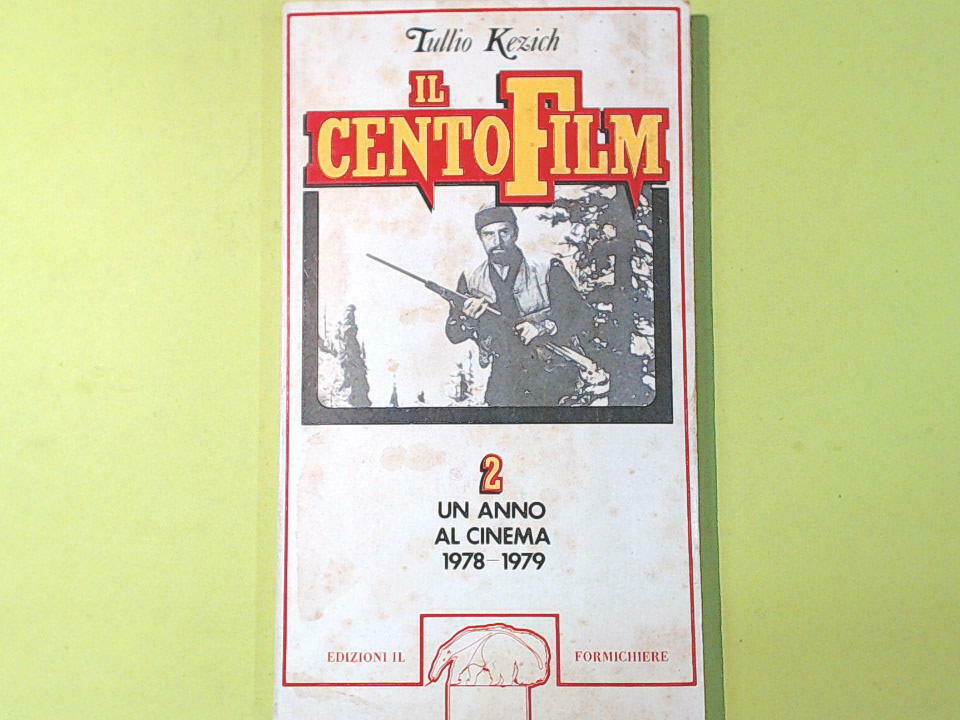 Tullio Kezich
IL
CENTOFILM
2
UN ANNO
AL CINEMA
1978-1979
EDIZIONI IL FORMICHIERE